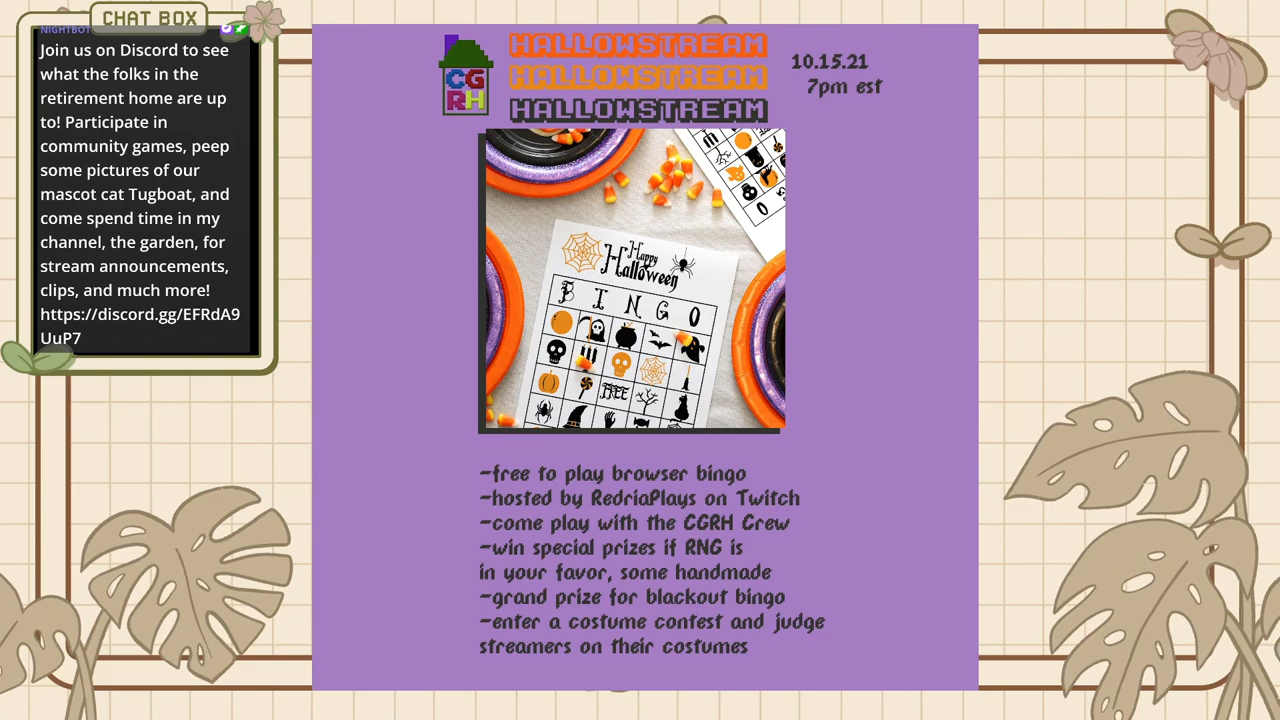 CHAT BOX
NIGHTBOT
Join us on Discord to see
what the folks in the
retirement home are up
to! Participate in
community games, peep
some pictures of our
mascot cat Tugboat, and
come spend time in my
channel, the garden, for
stream announcements,
clips, and much more!
https://discord.gg/EFRdA9
UuP7
CG
RH
HALLOWSTREAM
HALLOWSTREAM
HALLOWSTREAM
10.15.21
7pm est
Happy
Halloween
B I N G O
FREE
-free to play browser bingo
-hosted by RedriaPlays on Twitch
-come play with the CGRH Crew
-win special prizes if RNG is
in your favor, some handmade
-grand prize for blackout bingo
-enter a costume contest and judge
streamers on their costumes